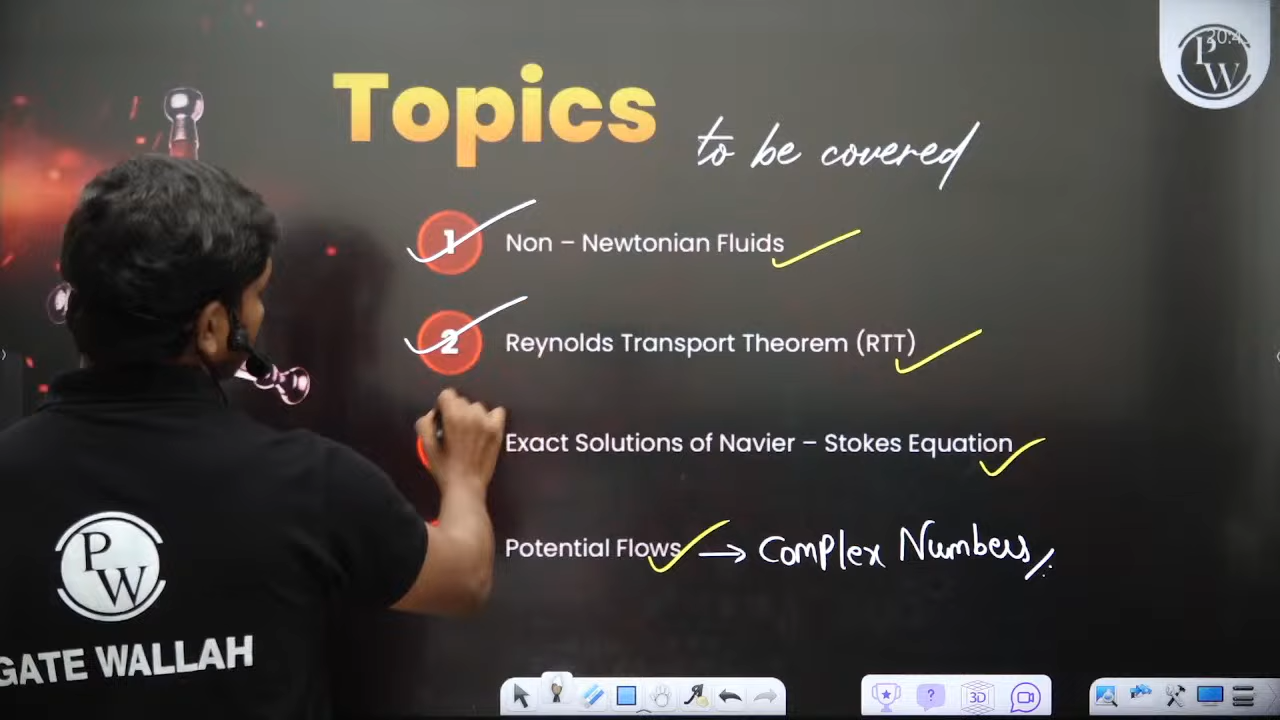 Topics
to be covered
1 Non – Newtonian Fluids
2 Reynolds Transport Theorem (RTT)
Exact Solutions of Navier – Stokes Equation
Potential Flows → Complex Numbers
PW
PW
GATE WALLAH
?
3D